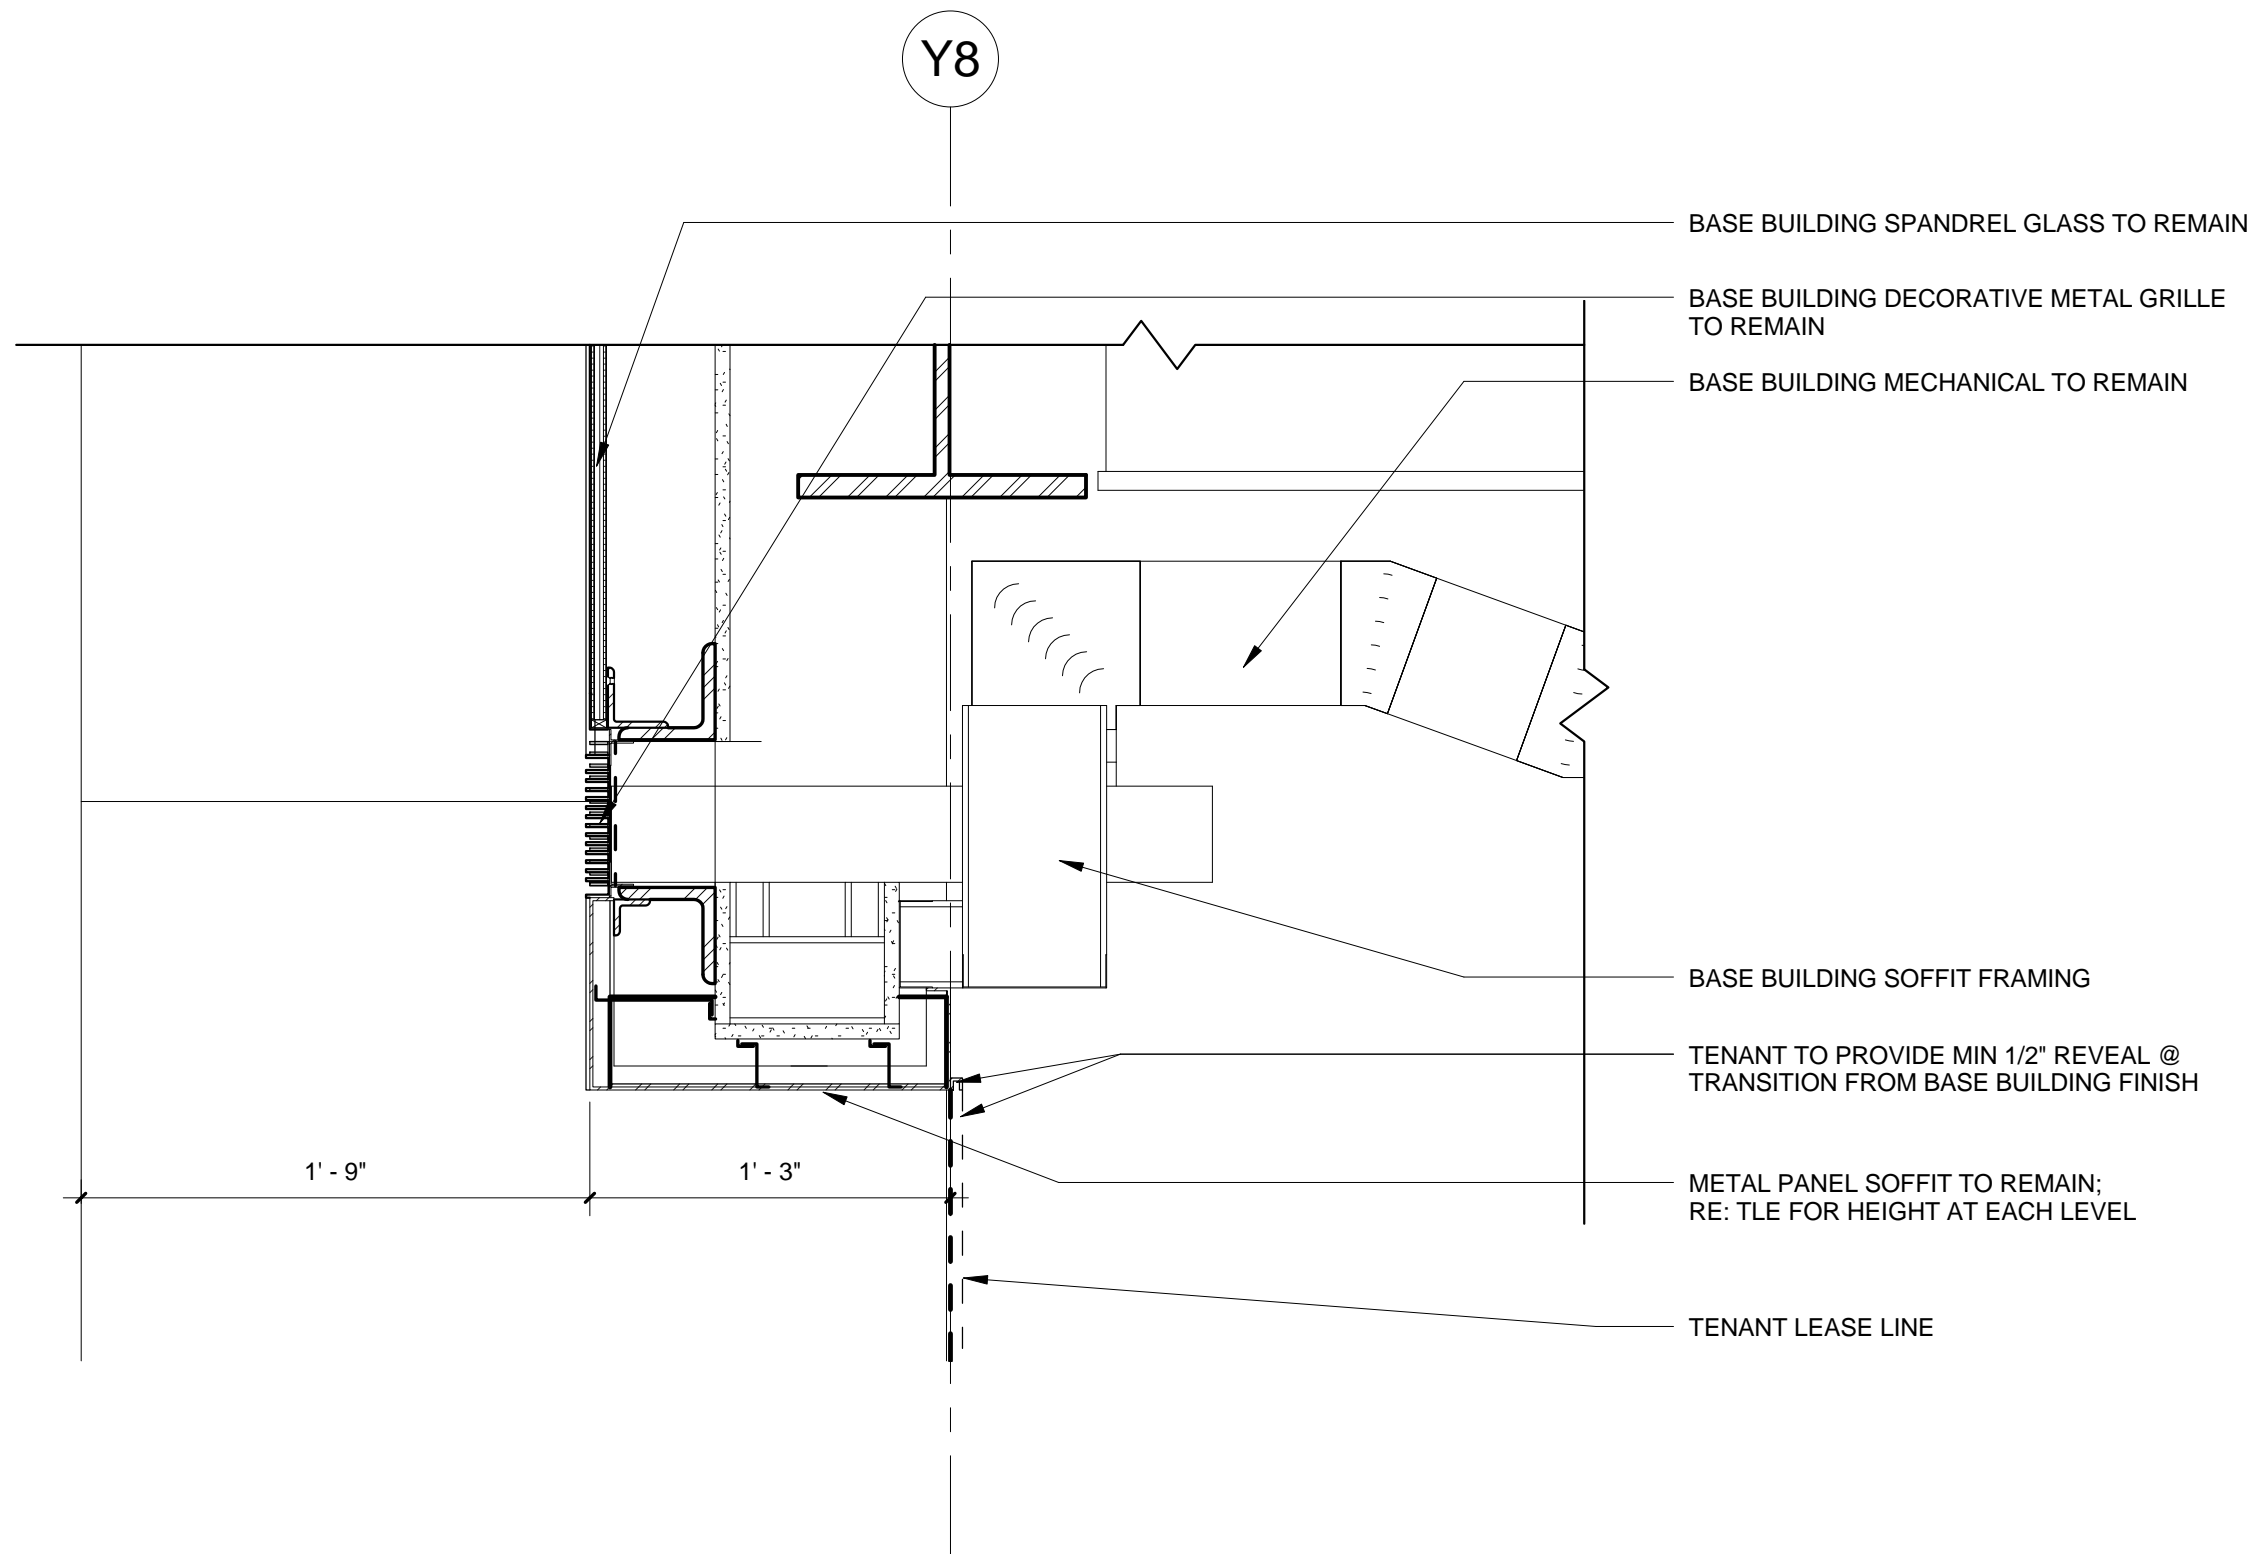 Y8
BASE BUILDING SPANDREL GLASS TO REMAIN
BASE BUILDING DECORATIVE METAL GRILLE
TO REMAIN
BASE BUILDING MECHANICAL TO REMAIN
BASE BUILDING SOFFIT FRAMING
TENANT TO PROVIDE MIN 1/2" REVEAL @
TRANSITION FROM BASE BUILDING FINISH
1' - 9"
1' - 3"
METAL PANEL SOFFIT TO REMAIN;
RE: TLE FOR HEIGHT AT EACH LEVEL
TENANT LEASE LINE